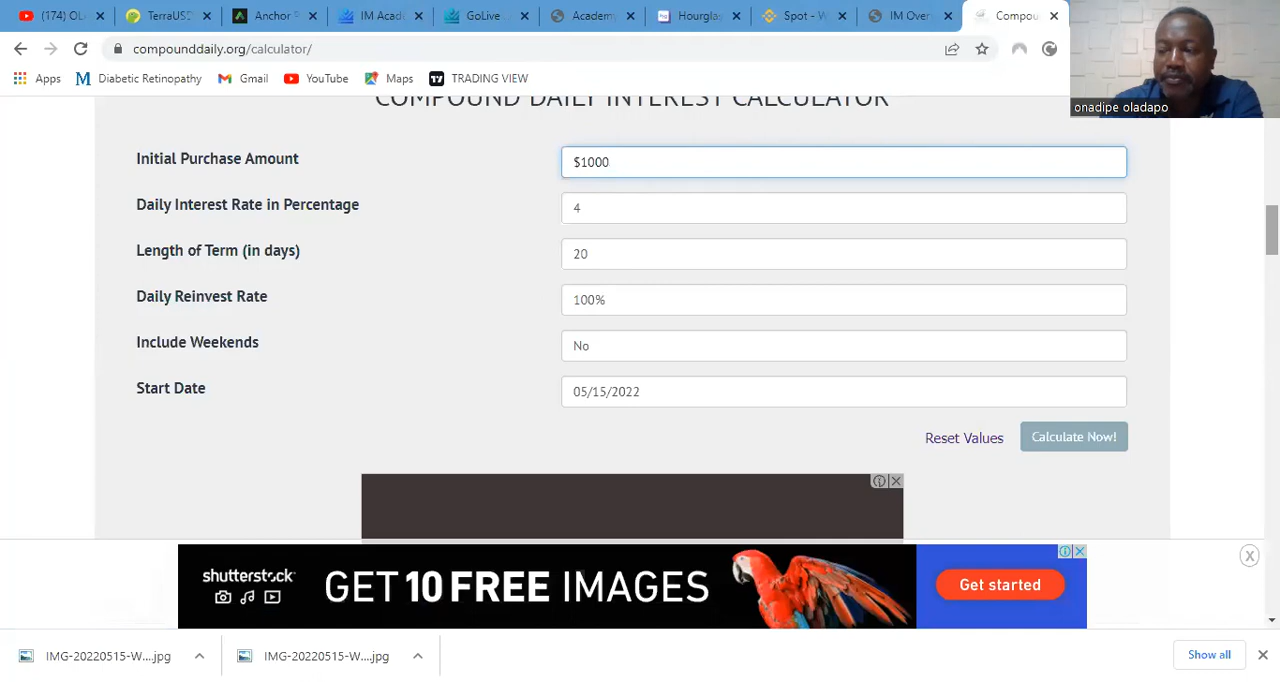 (174) OL
TerraUSD
Anchor
IM Acade
GoLive
Academy
Hourglas
Spot - W
IM Over
Compou
compounddaily.org/calculator/
Apps
Diabetic Retinopathy
Gmail
YouTube
Maps
TRADING VIEW
onadipe oladapo
COMPOUND DAILY INTEREST CALCULATOR
Initial Purchase Amount
$1000
Daily Interest Rate in Percentage
4
Length of Term (in days)
20
Daily Reinvest Rate
100%
Include Weekends
No
Start Date
05/15/2022
Reset Values
Calculate Now!
shutterstock
GET 10 FREE IMAGES
Get started
IMG-20220515-W....jpg
IMG-20220515-W....jpg
Show all